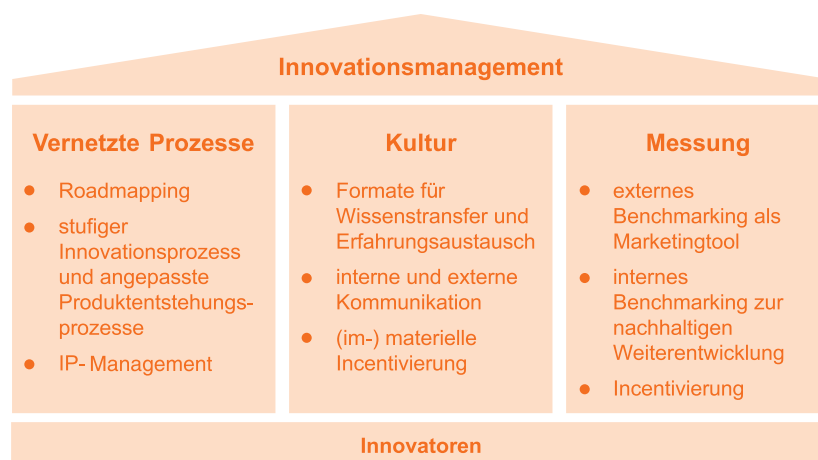 Innovationsmanagement
Vernetzte Prozesse
● Roadmapping
● stufiger
Innovationsprozess
und angepasste
Produktentstehungs-
prozesse
● IP- Management
Kultur
● Formate für
Wissenstransfer und
Erfahrungsaustausch
● interne und externe
Kommunikation
● (im-) materielle
Incentivierung
Messung
● externes
Benchmarking als
Marketingtool
● internes
Benchmarking zur
nachhaltigen
Weiterentwicklung
● Incentivierung
Innovatoren